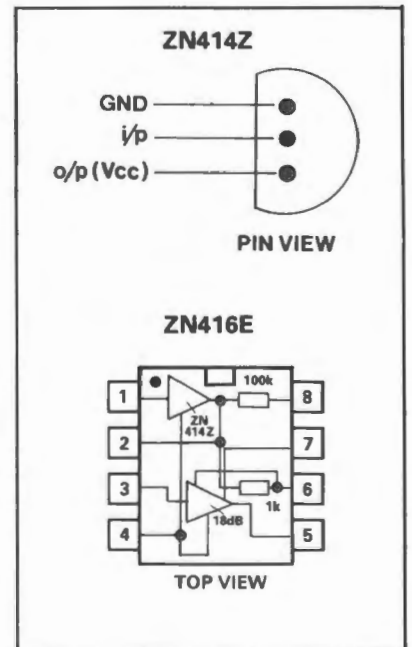 ZN414Z
GND
i/p
o/p (Vcc)
PIN VIEW
ZN416E
1
100k
8
ZN
414Z
2
7
3
6
1k
18dB
4
5
TOP VIEW